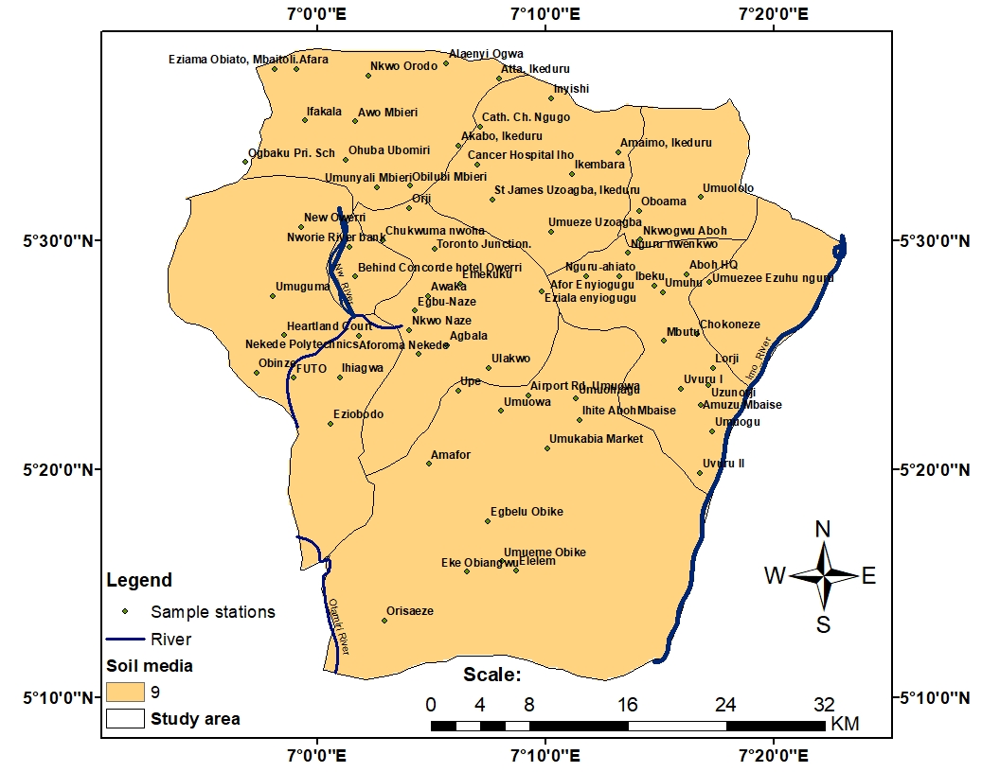 7°0'0"E 7°10'0"E 7°20'0"E
Alaenyi Ogwa
Eziama Obiato, Mbaitoli. Afara
Nkwo Orodo
Atta, Ikeduru
Inyishi
Ifakala
Awo Mbieri
Cath. Ch. Ngugo
Akabo, Ikeduru
Amaimo, Ikeduru
Ogbaku Pri. Sch
Ohuba Ubomiri
Cancer Hospital Iho
Ikembara
Umunyali Mbieri
Obilubi Mbieri
St James Uzoagba, Ikeduru
Umuololo
Orji
Oboama
New Owerri
Umueze Uzoagba
Chukwuma nwoha
Nkwogwu Aboh
5°30'0"N
5°30'0"N
Nworie River bank
Toronto Junction.
Nguru nwenkwo
Behind Concorde hotel Owerri
Nguru-ahiato
Aboh HQ
Emekuku
Ibeku
Umuezee Ezuhu nguru
Umuguma
Awaka
Afor Enyiogugu
Umuhu
Nw. River
Egbu-Naze
Eziala enyiogugu
Nkwo Naze
Heartland Court
Chokoneze
Agbala
Mbutu
Nekede Polytechnics
Aforoma Nekede
Imo River
Obinze
FUTO
Ihiagwa
Ulakwo
Lorji
Upe
Airport Rd, Umuowa
Uvuru I
Uzunorji
Umuowa
Amuzu Mbaise
Eziobodo
Ihite Aboh Mbaise
Umuogu
Umukabia Market
Amafor
Uvuru II
5°20'0"N
5°20'0"N
Egbelu Obike
Umueme Obike
Eke Obiangwu
Elelem
Orisaeze
Otamiri River
N
W E
S
Legend
Sample stations
River
Soil media
9
Study area
Scale:
0 4 8 16 24 32
KM
5°10'0"N
5°10'0"N
7°0'0"E 7°10'0"E 7°20'0"E